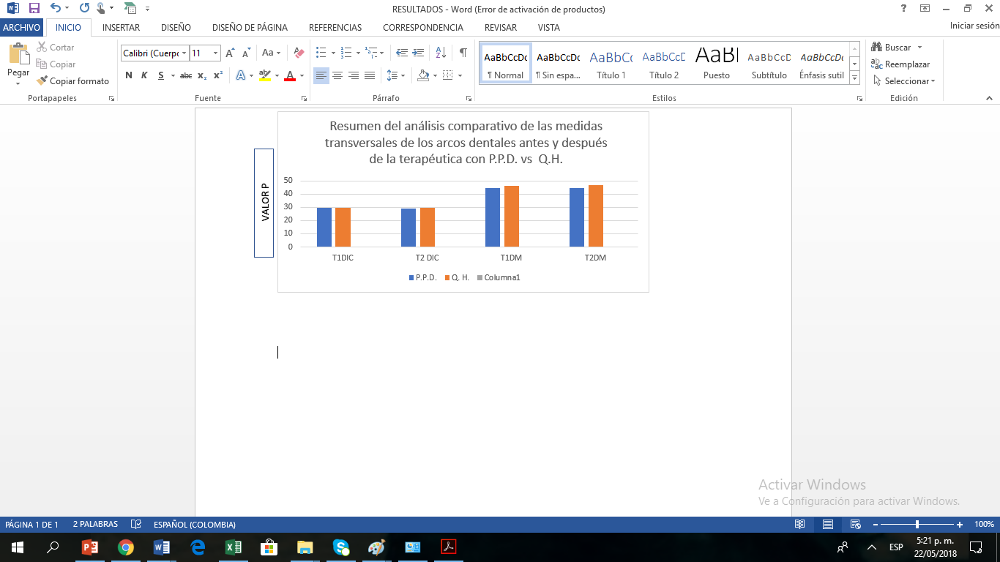 RESULTADOS - Word (Error de activación de productos)
ARCHIVO INICIO INSERTAR DISEÑO DISEÑO DE PÁGINA REFERENCIAS CORRESPONDENCIA REVISAR VISTA Iniciar sesión
Pegar
Cortar
Copiar
Copiar formato
Portapapeles
Calibri (Cuerpo 11
N K S abc x₂ x²
Fuente
Párrafo
AaBbCcDc AaBbCcDc AaBbCc AaBbCcD AaB AaBbCcD AaBbCcDc
¶ Normal ¶ Sin espa... Título 1 Título 2 Puesto Subtítulo Énfasis sutil
Estilos
Buscar
Reemplazar
Seleccionar
Edición
Resumen del análisis comparativo de las medidas
transversales de los arcos dentales antes y después
de la terapéutica con P.P.D. vs Q.H.
VALOR P
50
40
30
20
10
0
T1DIC T2 DIC T1DM T2DM
P.P.D. Q. H. Columna1
Activar Windows
Ve a Configuración para activar Windows.
PÁGINA 1 DE 1 2 PALABRAS ESPAÑOL (COLOMBIA) 100%
ESP
5:21 p. m.
22/05/2018